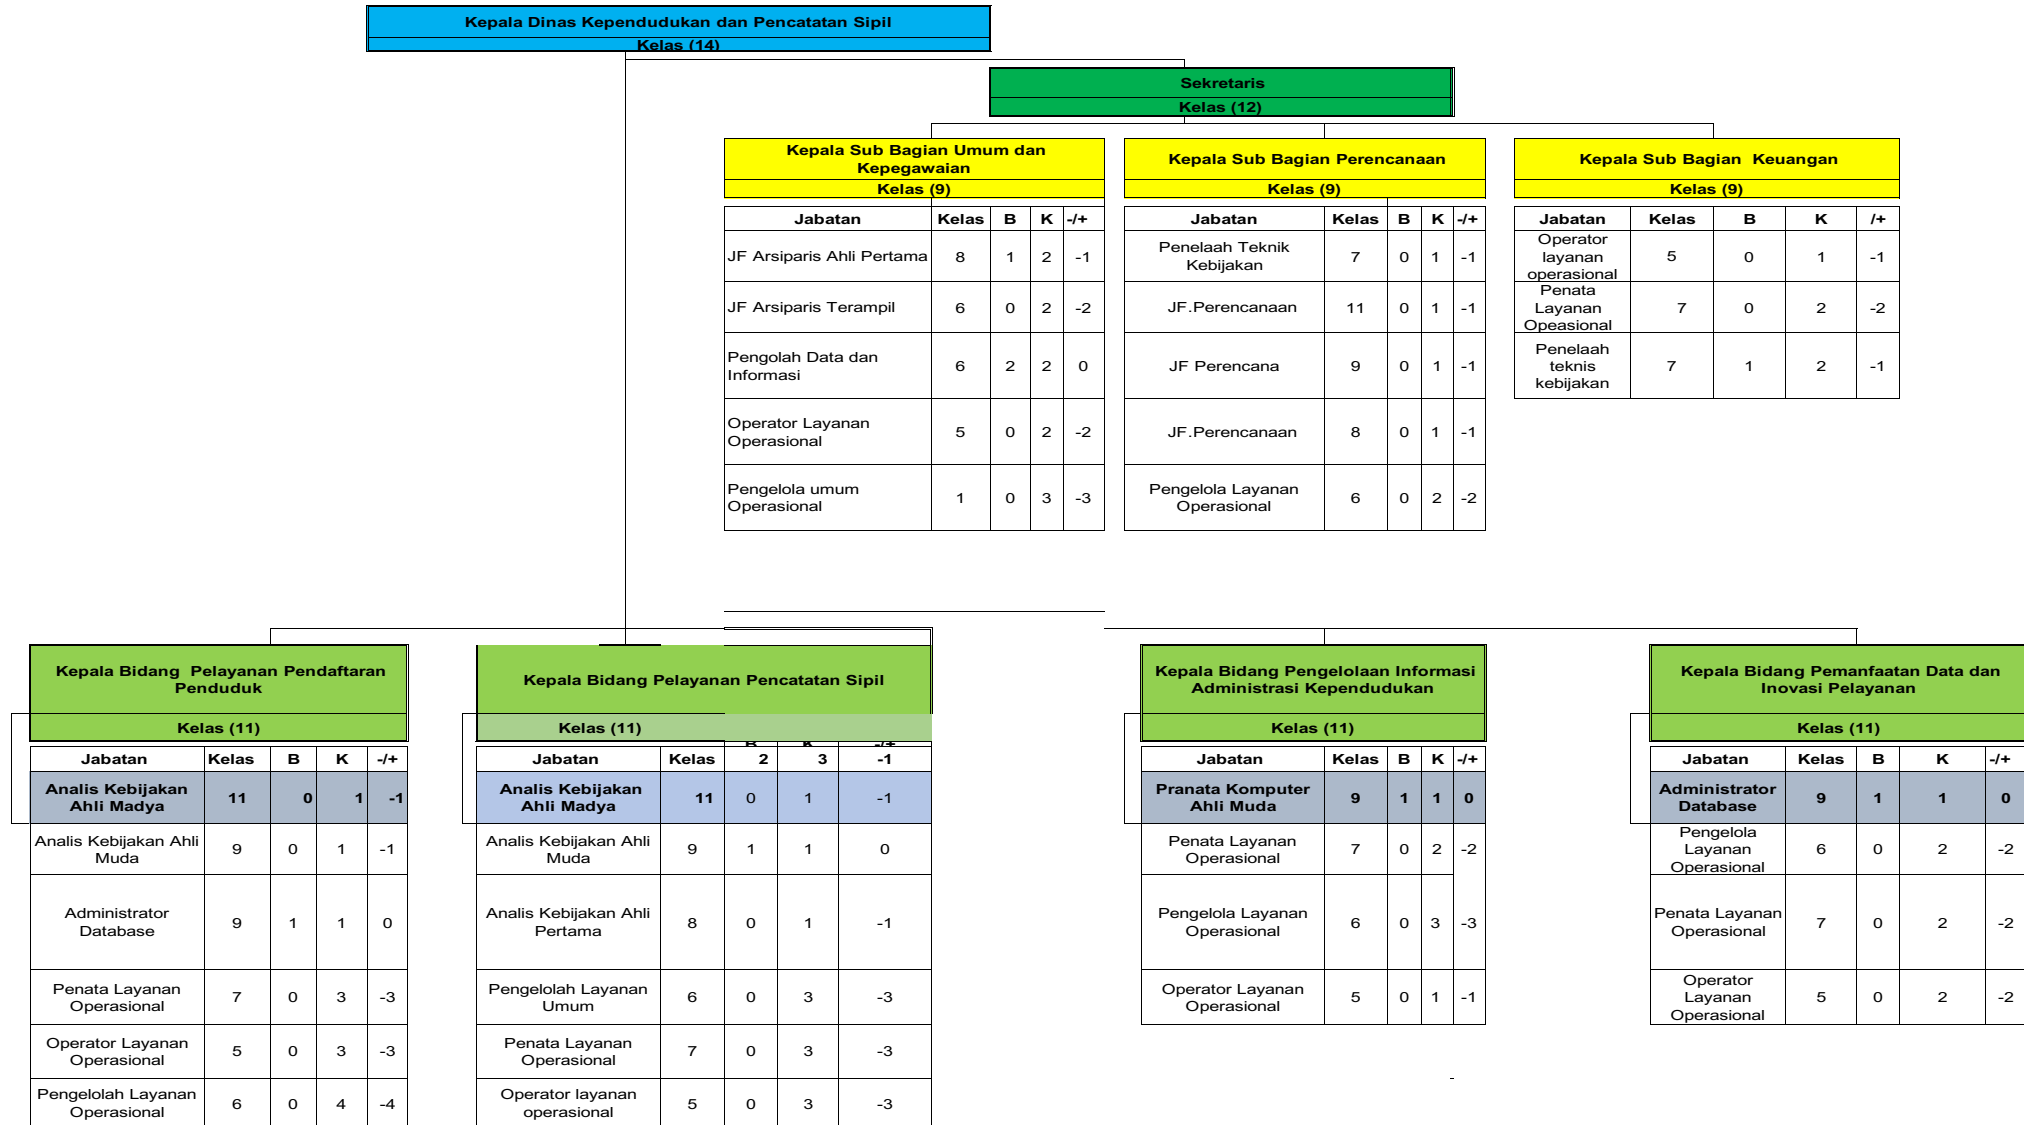 Kepala Dinas Kependudukan dan Pencatatan Sipil
Kelas (14)
Sekretaris
Kelas (12)
Kepala Sub Bagian Umum dan
Kepegawaian
Kelas (9)
Jabatan Kelas B K -/+
JF Arsiparis Ahli Pertama 8 1 2 -1
JF Arsiparis Terampil 6 0 2 -2
Pengolah Data dan
Informasi 6 2 2 0
Operator Layanan
Operasional 5 0 2 -2
Pengelola umum
Operasional 1 0 3 -3
Kepala Sub Bagian Perencanaan
Kelas (9)
Jabatan Kelas B K -/+
Penelaah Teknik
Kebijakan 7 0 1 -1
JF.Perencanaan 11 0 1 -1
JF Perencana 9 0 1 -1
JF.Perencanaan 8 0 1 -1
Pengelola Layanan
Operasional 6 0 2 -2
Kepala Sub Bagian Keuangan
Kelas (9)
Jabatan Kelas B K /+
Operator
layanan
operasional 5 0 1 -1
Penata
Layanan
Opeasional 7 0 2 -2
Penelaah
teknis
kebijakan 7 1 2 -1
Kepala Bidang Pelayanan Pendaftaran
Penduduk
Kelas (11)
Jabatan Kelas B K -/+
Analis Kebijakan
Ahli Madya 11 0 1 -1
Analis Kebijakan Ahli
Muda 9 0 1 -1
Administrator
Database 9 1 1 0
Penata Layanan
Operasional 7 0 3 -3
Operator Layanan
Operasional 5 0 3 -3
Pengelolah Layanan
Operasional 6 0 4 -4
Kepala Bidang Pelayanan Pencatatan Sipil
Kelas (11)
B K -/+
Jabatan Kelas 2 3 -1
Analis Kebijakan
Ahli Madya 11 0 1 -1
Analis Kebijakan Ahli
Muda 9 1 1 0
Analis Kebijakan Ahli
Pertama 8 0 1 -1
Pengelolah Layanan
Umum 6 0 3 -3
Penata Layanan
Operasional 7 0 3 -3
Operator layanan
operasional 5 0 3 -3
Kepala Bidang Pengelolaan Informasi
Administrasi Kependudukan
Kelas (11)
Jabatan Kelas B K -/+
Pranata Komputer
Ahli Muda 9 1 1 0
Penata Layanan
Operasional 7 0 2 -2
Pengelola Layanan
Operasional 6 0 3 -3
Operator Layanan
Operasional 5 0 1 -1
Kepala Bidang Pemanfaatan Data dan
Inovasi Pelayanan
Kelas (11)
Jabatan Kelas B K -/+
Administrator
Database 9 1 1 0
Pengelola
Layanan
Operasional 6 0 2 -2
Penata Layanan
Operasional 7 0 2 -2
Operator
Layanan
Operasional 5 0 2 -2